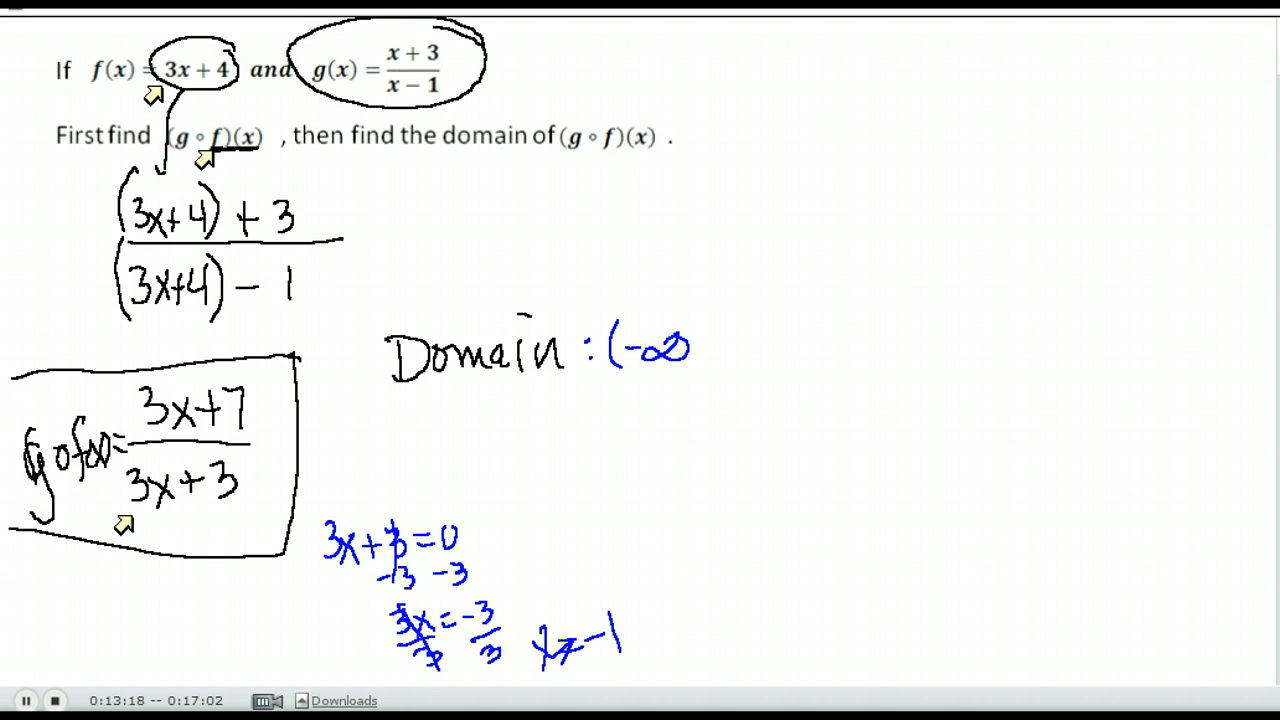 If f(x) = 3x + 4 and g(x) = x + 3 / x − 1
First find (g ∘ f)(x) , then find the domain of (g ∘ f)(x) .
(3x+4) + 3
(3x+4) − 1
Domain : (-∞
g o f(x) = 3x+7 / 3x+3
3x+3=0
-3 -3
3x = -3
3 3
x ≠ -1
0:13:18 -- 0:17:02 Downloads